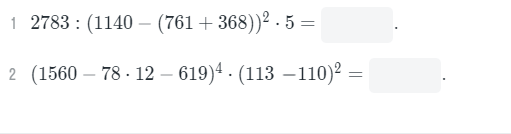 1 2783 : (1140 − (761 + 368))² · 5 = .
2 (1560 − 78 · 12 − 619)⁴ · (113 −110)² = .